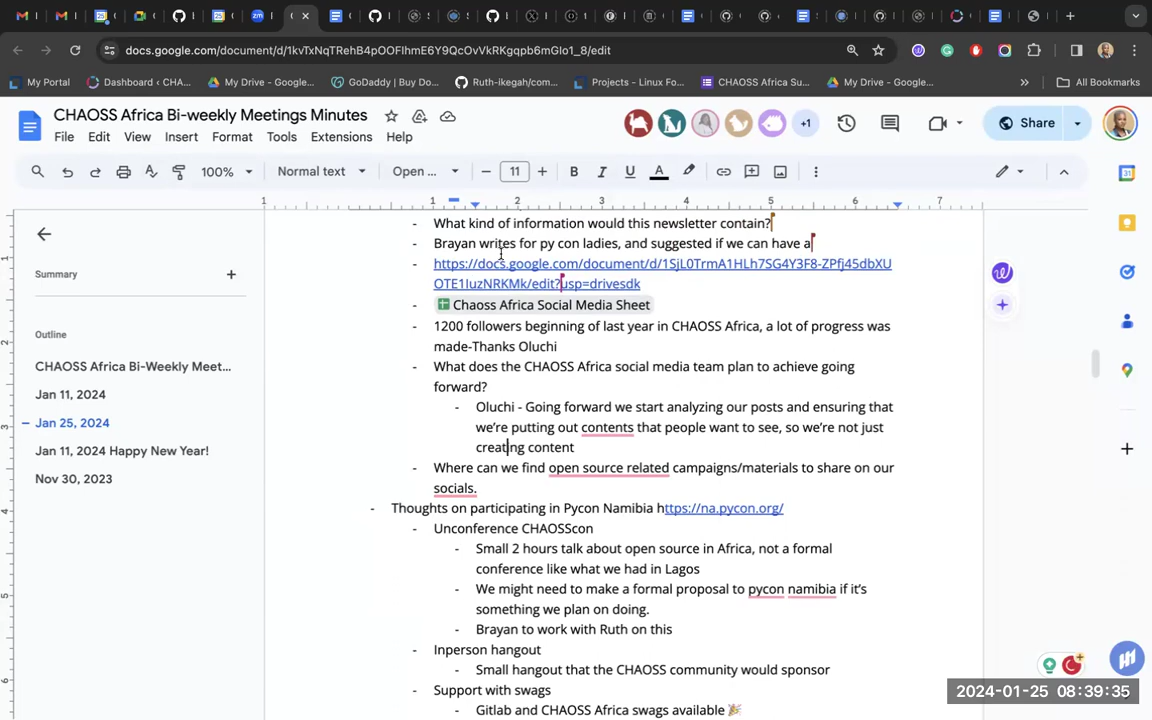 docs.google.com/document/d/1kvTxNqTRehB4pOOFIhmE6Y9QcOvVkRKgqpb6mGIo1_8/edit
My Portal
Dashboard ‹ CHA...
My Drive - Google...
GoDaddy | Buy Do...
Ruth-ikegah/com...
Projects - Linux Fo...
CHAOSS Africa Su...
My Drive - Google...
All Bookmarks
CHAOSS Africa Bi-weekly Meetings Minutes
+1
Share
File Edit View Insert Format Tools Extensions Help
100% Normal text Open ... 11 B I U A
1 1 2 3 4 5 6 7
Summary
Outline
CHAOSS Africa Bi-Weekly Meet...
Jan 11, 2024
Jan 25, 2024
Jan 11, 2024 Happy New Year!
Nov 30, 2023
- What kind of information would this newsletter contain?
- Brayan writes for py con ladies, and suggested if we can have a
- https://docs.google.com/document/d/1SjL0TrmA1HLh7SG4Y3F8-ZPfj45dbXU
OTE1IuzNRKMk/edit?usp=drivesdk
- Chaoss Africa Social Media Sheet
- 1200 followers beginning of last year in CHAOSS Africa, a lot of progress was
made-Thanks Oluchi
- What does the CHAOSS Africa social media team plan to achieve going
forward?
- Oluchi - Going forward we start analyzing our posts and ensuring that
we're putting out contents that people want to see, so we're not just
creating content
- Where can we find open source related campaigns/materials to share on our
socials.
- Thoughts on participating in Pycon Namibia https://na.pycon.org/
- Unconference CHAOSScon
- Small 2 hours talk about open source in Africa, not a formal
conference like what we had in Lagos
- We might need to make a formal proposal to pycon namibia if it's
something we plan on doing.
- Brayan to work with Ruth on this
- Inperson hangout
- Small hangout that the CHAOSS community would sponsor
- Support with swags
- Gitlab and CHAOSS Africa swags available 🎉
2024-01-25 08:39:35